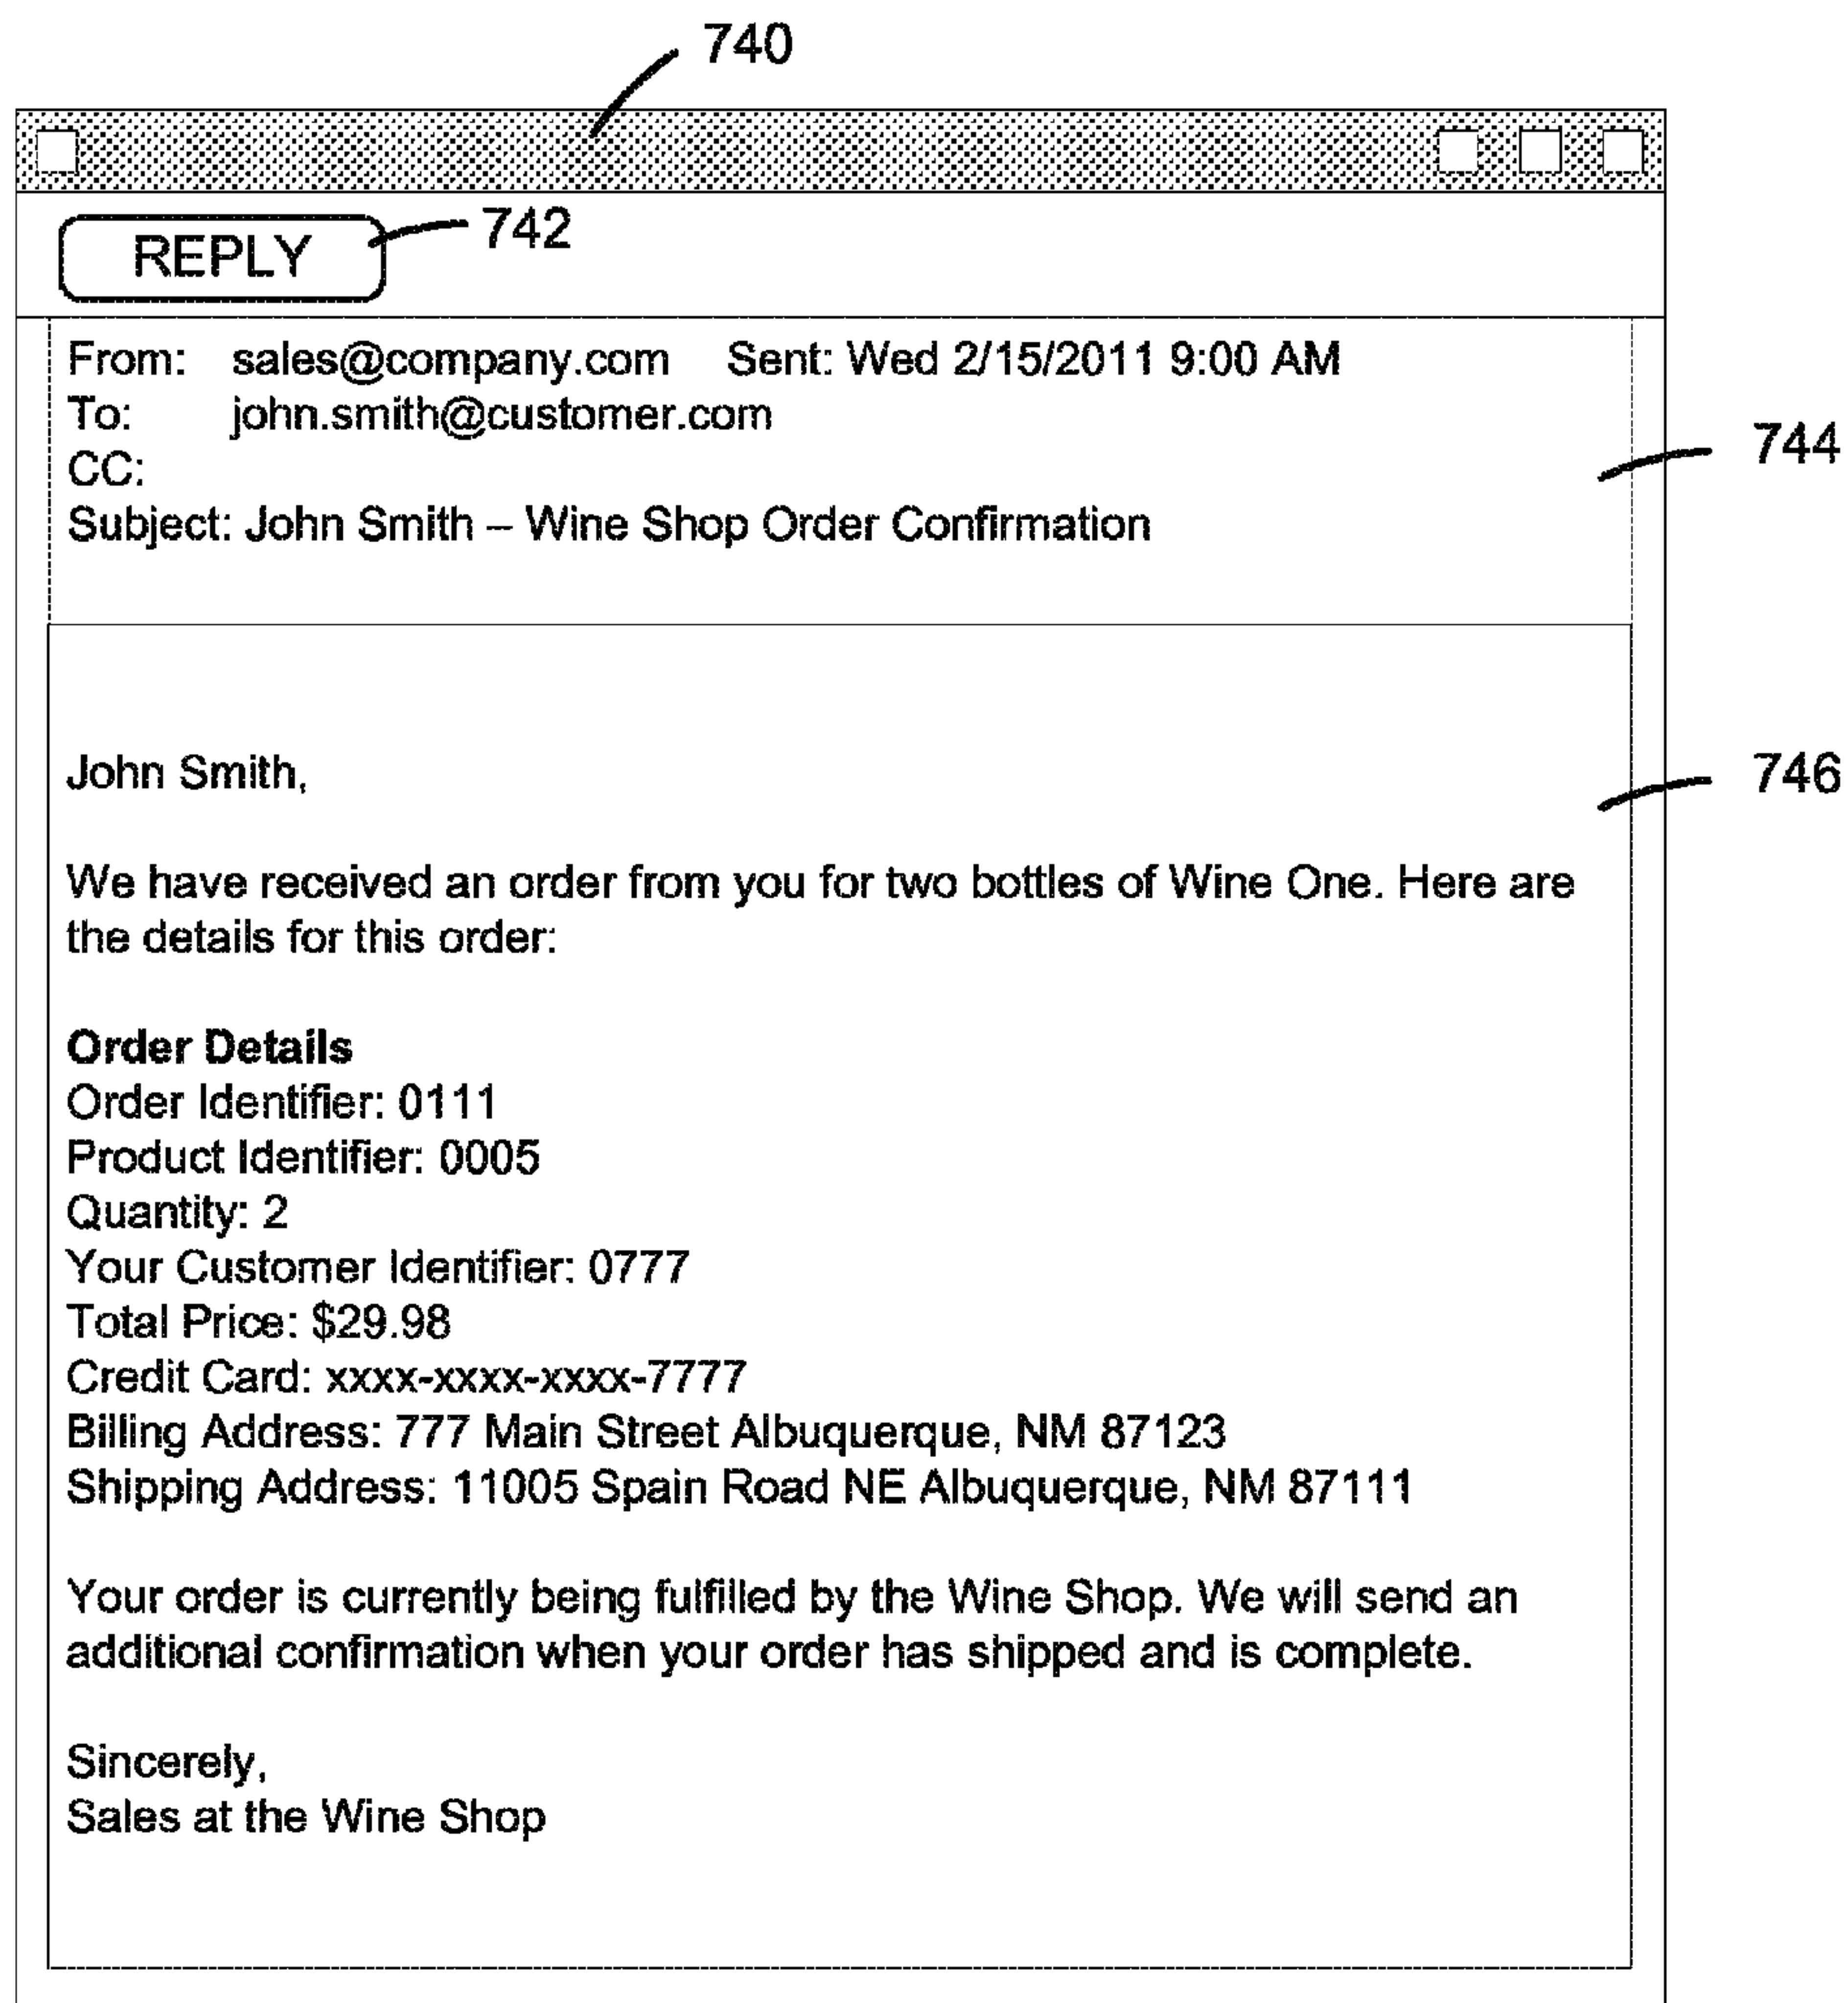 740
REPLY
742
From: sales@company.com Sent: Wed 2/15/2011 9:00 AM
To: john.smith@customer.com
CC:
Subject: John Smith – Wine Shop Order Confirmation
744
John Smith,
746
We have received an order from you for two bottles of Wine One. Here are
the details for this order:
Order Details
Order Identifier: 0111
Product Identifier: 0005
Quantity: 2
Your Customer Identifier: 0777
Total Price: $29.98
Credit Card: xxxx-xxxx-xxxx-7777
Billing Address: 777 Main Street Albuquerque, NM 87123
Shipping Address: 11005 Spain Road NE Albuquerque, NM 87111
Your order is currently being fulfilled by the Wine Shop. We will send an
additional confirmation when your order has shipped and is complete.
Sincerely,
Sales at the Wine Shop